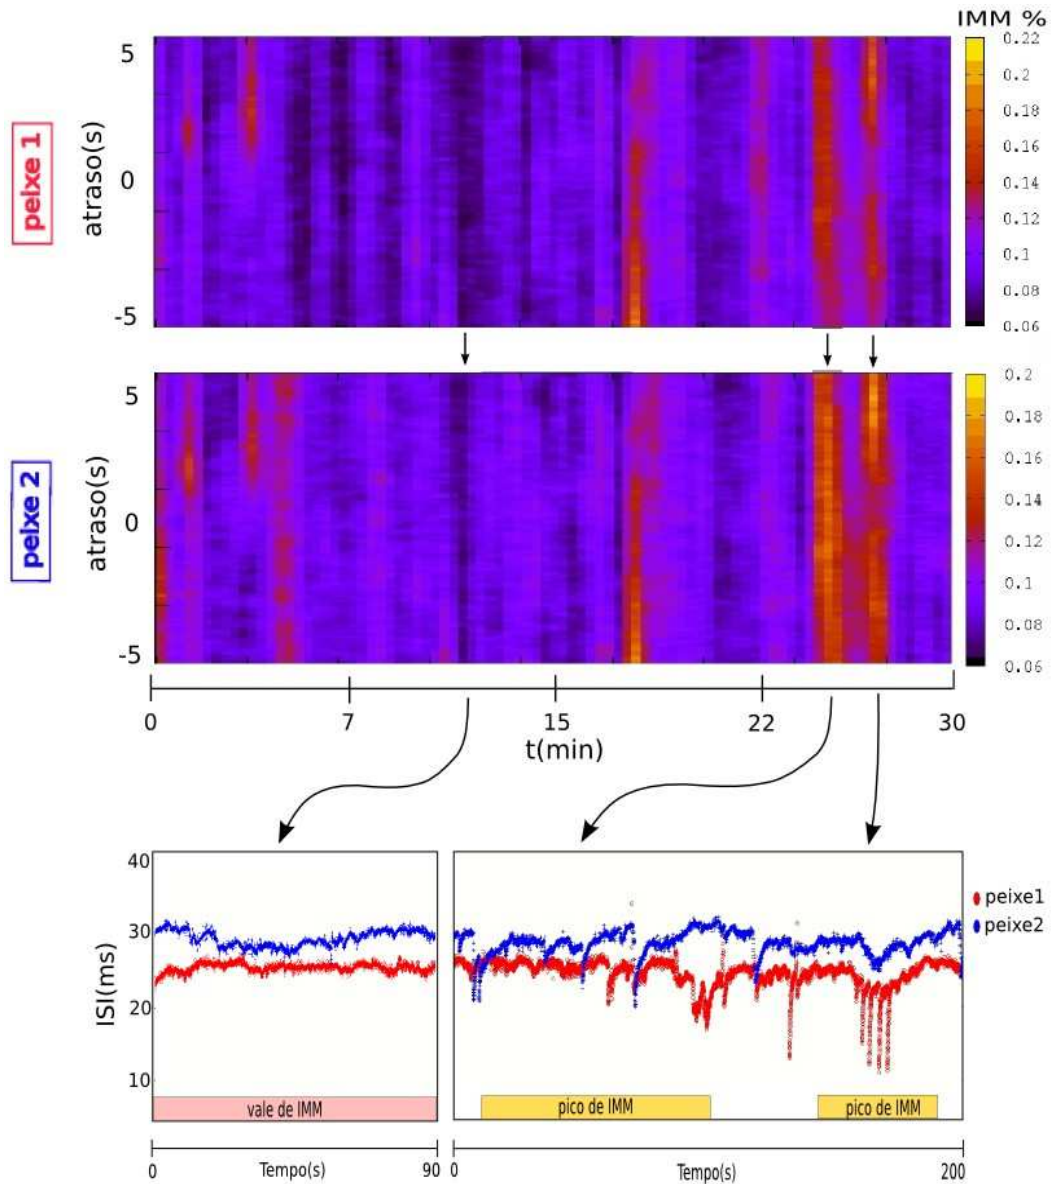 IMM %
peixe 1
atraso(s)
5
0
-5
0.22
0.2
0.18
0.16
0.14
0.12
0.1
0.08
0.06
peixe 2
atraso(s)
5
0
-5
0.2
0.18
0.16
0.14
0.12
0.1
0.08
0.06
0 7 15 22 30
t(min)
ISI(ms)
40
30
20
10
peixe1
peixe2
vale de IMM
pico de IMM
pico de IMM
0 Tempo(s) 90
0 Tempo(s) 200